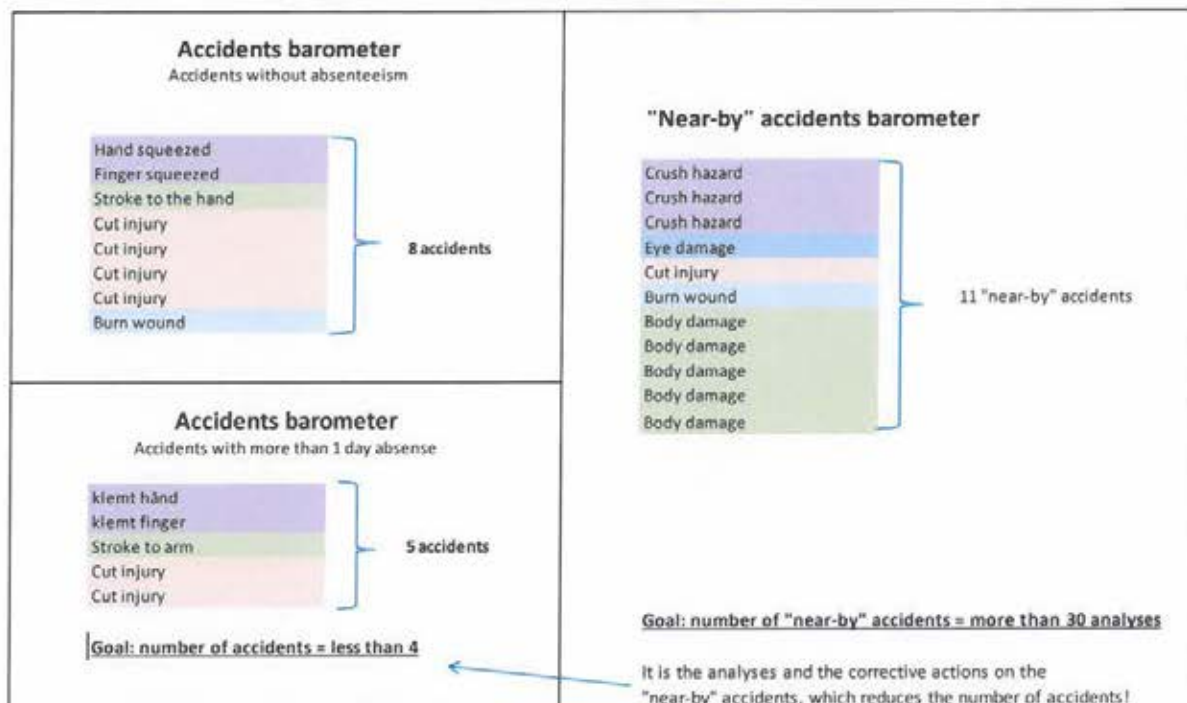 Accidents barometer
Accidents without absenteeism
Hand squeezed
Finger squeezed
Stroke to the hand
Cut injury
Cut injury
Cut injury
Cut injury
Burn wound
8 accidents
Accidents barometer
Accidents with more than 1 day absense
klemt hånd
klemt finger
Stroke to arm
Cut injury
Cut injury
5 accidents
Goal: number of accidents = less than 4
"Near-by" accidents barometer
Crush hazard
Crush hazard
Crush hazard
Eye damage
Cut injury
Burn wound
Body damage
Body damage
Body damage
Body damage
Body damage
11 "near-by" accidents
Goal: number of "near-by" accidents = more than 30 analyses
It is the analyses and the corrective actions on the
"near-by" accidents, which reduces the number of accidents!